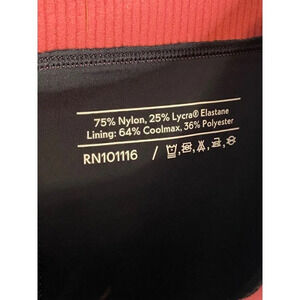 75% Nylon, 25% Lycra® Elastane
Lining: 64% Coolmax, 36% Polyester
RN101116 /